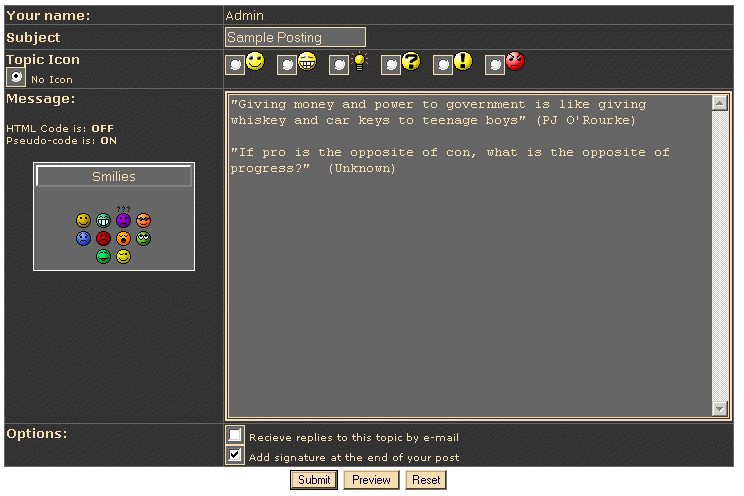 Your name: Admin
Subject Sample Posting
Topic Icon
No Icon
Message:
HTML Code is: OFF
Pseudo-code is: ON
Smilies
???
"Giving money and power to government is like giving
whiskey and car keys to teenage boys" (PJ O'Rourke)
"If pro is the opposite of con, what is the opposite of
progress?" (Unknown)
Options:
Recieve replies to this topic by e-mail
Add signature at the end of your post
Submit Preview Reset